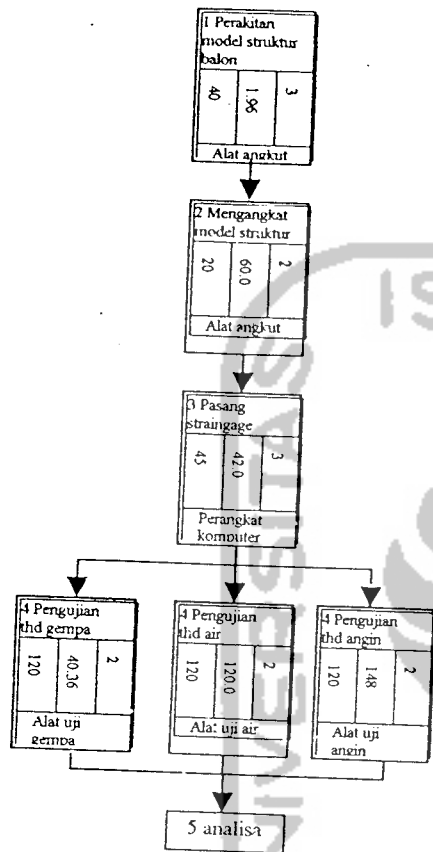 1 Perakitan
model struktur
balon
40
1.96
3
Alat angkut
2 Mengangkat
model struktur
20
60.0
2
Alat angkut
3 Pasang
straingage
45
42.0
3
Perangkat
komputer
4 Pengujian
thd gempa
120
40.36
2
Alat uji
gempa
4 Pengujian
thd air
120
120.0
2
Alat uji air
4 Pengujian
thd angin
120
148
2
Alat uji
angin
5 analisa
IS
NIVERSITAS